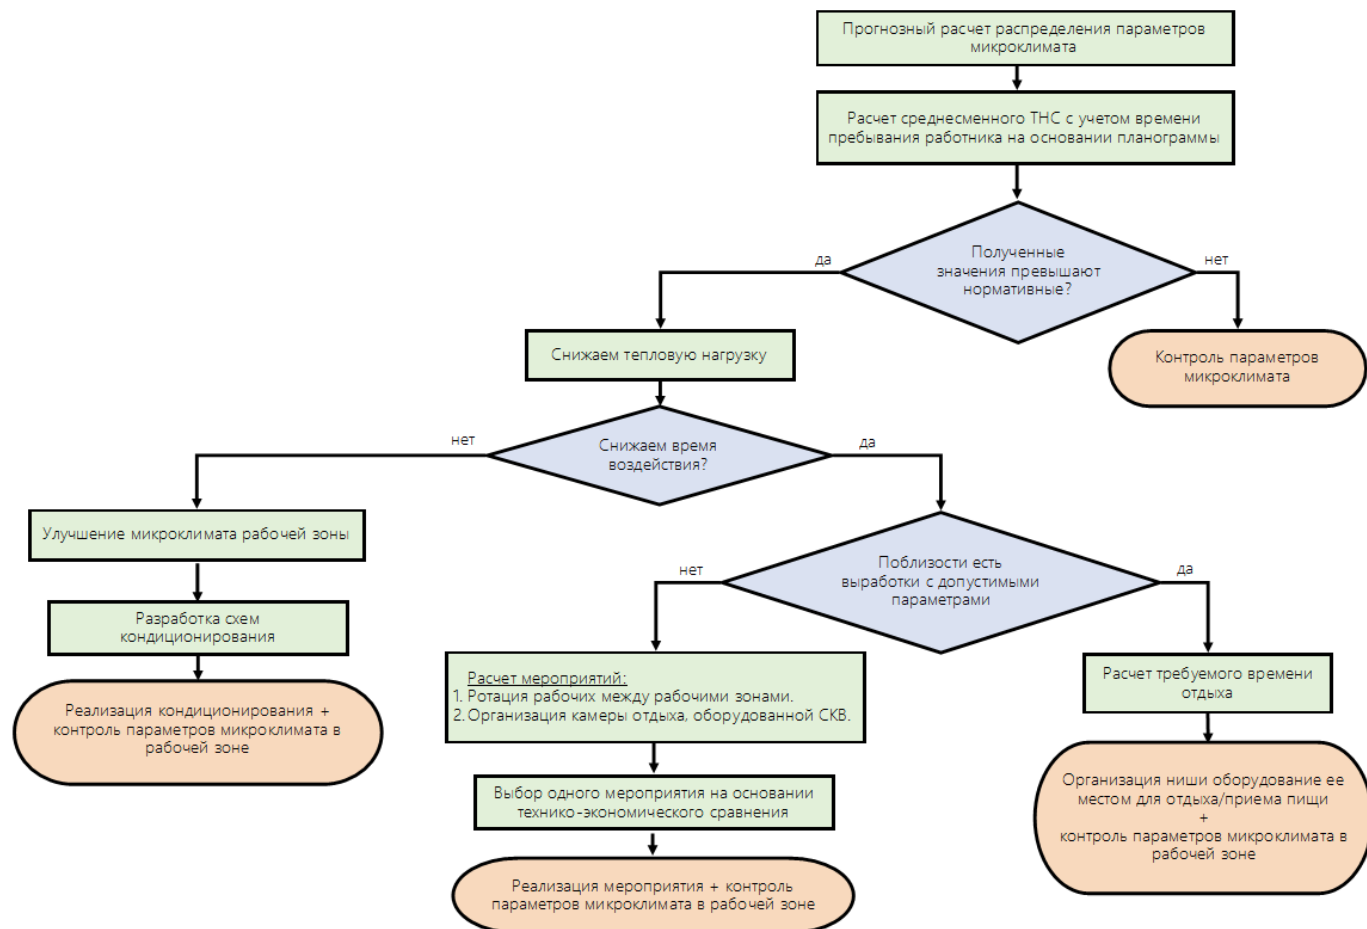 Прогнозный расчет распределения параметров
микроклимата
Расчет среднесменного ТНС с учетом времени
пребывания работника на основании планограммы
Полученные
значения превышают
нормативные?
да
нет
Снижаем тепловую нагрузку
Контроль параметров
микроклимата
Снижаем время
воздействия?
нет
да
Улучшение микроклимата рабочей зоны
Поблизости есть
выработки с допустимыми
параметрами
нет
да
Разработка схем
кондиционирования
Расчет мероприятий:
1. Ротация рабочих между рабочими зонами.
2. Организация камеры отдыха, оборудованной СКВ.
Расчет требуемого времени
отдыха
Реализация кондиционирования +
контроль параметров микроклимата в
рабочей зоне
Выбор одного мероприятия на основании
технико-экономического сравнения
Организация ниши оборудование ее
местом для отдыха/приема пищи
+
контроль параметров микроклимата в
рабочей зоне
Реализация мероприятия + контроль
параметров микроклимата в рабочей зоне